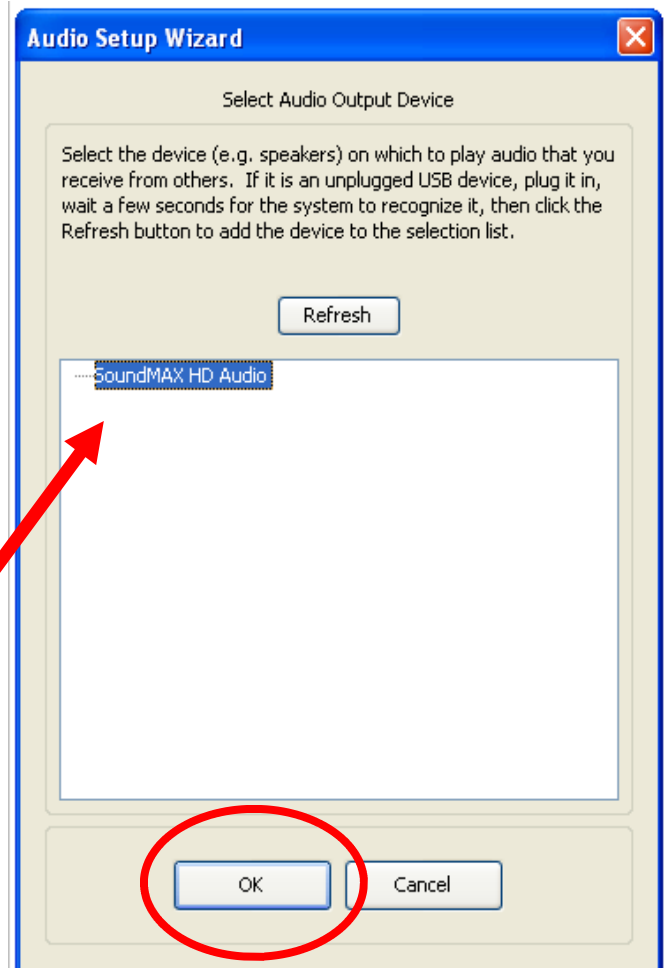 Audio Setup Wizard
Select Audio Output Device
Select the device (e.g. speakers) on which to play audio that you
receive from others.  If it is an unplugged USB device, plug it in,
wait a few seconds for the system to recognize it, then click the
Refresh button to add the device to the selection list.
Refresh
SoundMAX HD Audio
OK
Cancel